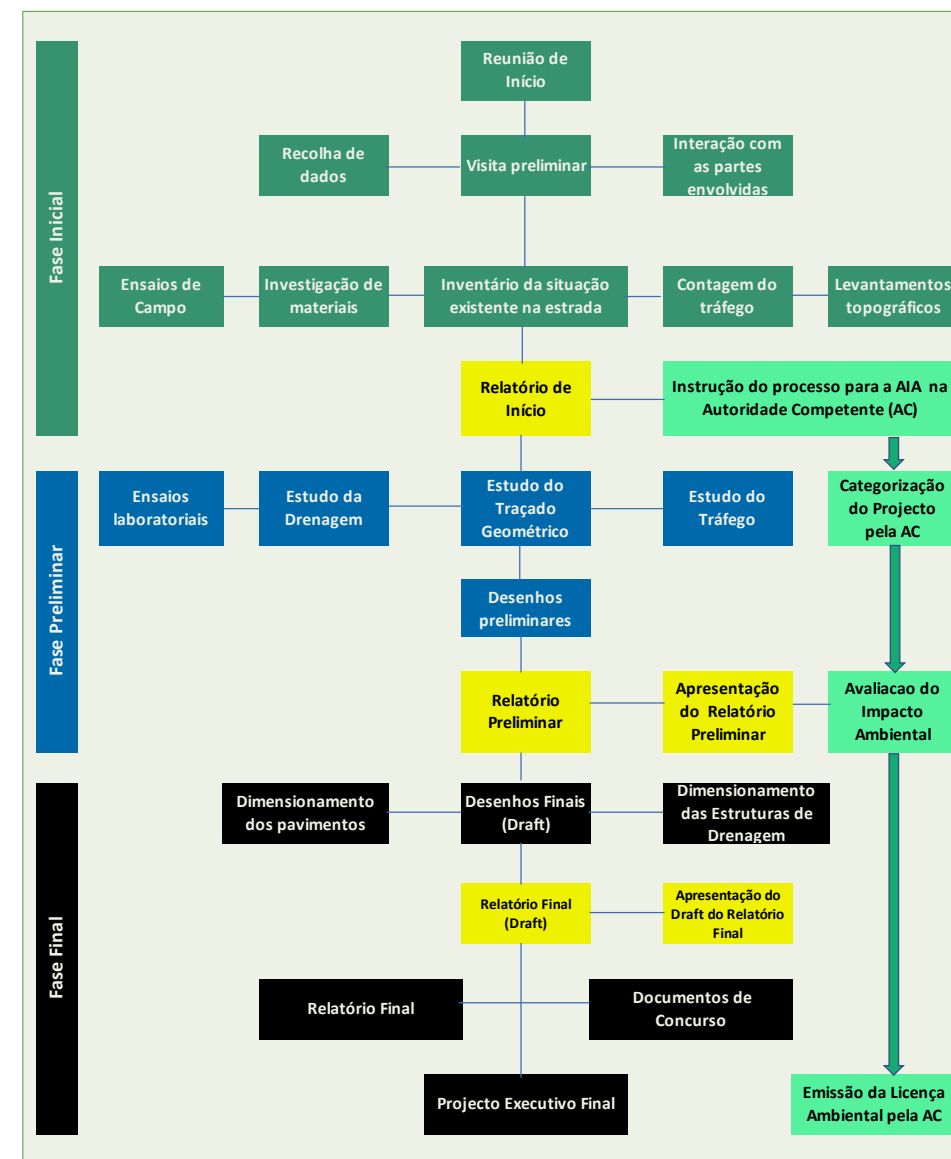 Fase Inicial
Reunião de
Início
Recolha de
dados
Visita preliminar
Interação com
as partes
envolvidas
Ensaios de
Campo
Investigação de
materiais
Inventário da situação
existente na estrada
Contagem do
tráfego
Levantamentos
topográficos
Relatório de
Início
Instrução do processo para a AIA na
Autoridade Competente (AC)
Fase Preliminar
Ensaios
laboratoriais
Estudo da
Drenagem
Estudo do
Traçado
Geométrico
Estudo do
Tráfego
Categorização
do Projecto
pela AC
Desenhos
preliminares
Relatório
Preliminar
Apresentação
do Relatório
Preliminar
Avaliacao do
Impacto
Ambiental
Fase Final
Dimensionamento
dos pavimentos
Desenhos Finais
(Draft)
Dimensionamento
das Estruturas de
Drenagem
Relatório Final
(Draft)
Apresentação do
Draft do Relatório
Final
Relatório Final
Documentos de
Concurso
Projecto Executivo Final
Emissão da Licença
Ambiental pela AC